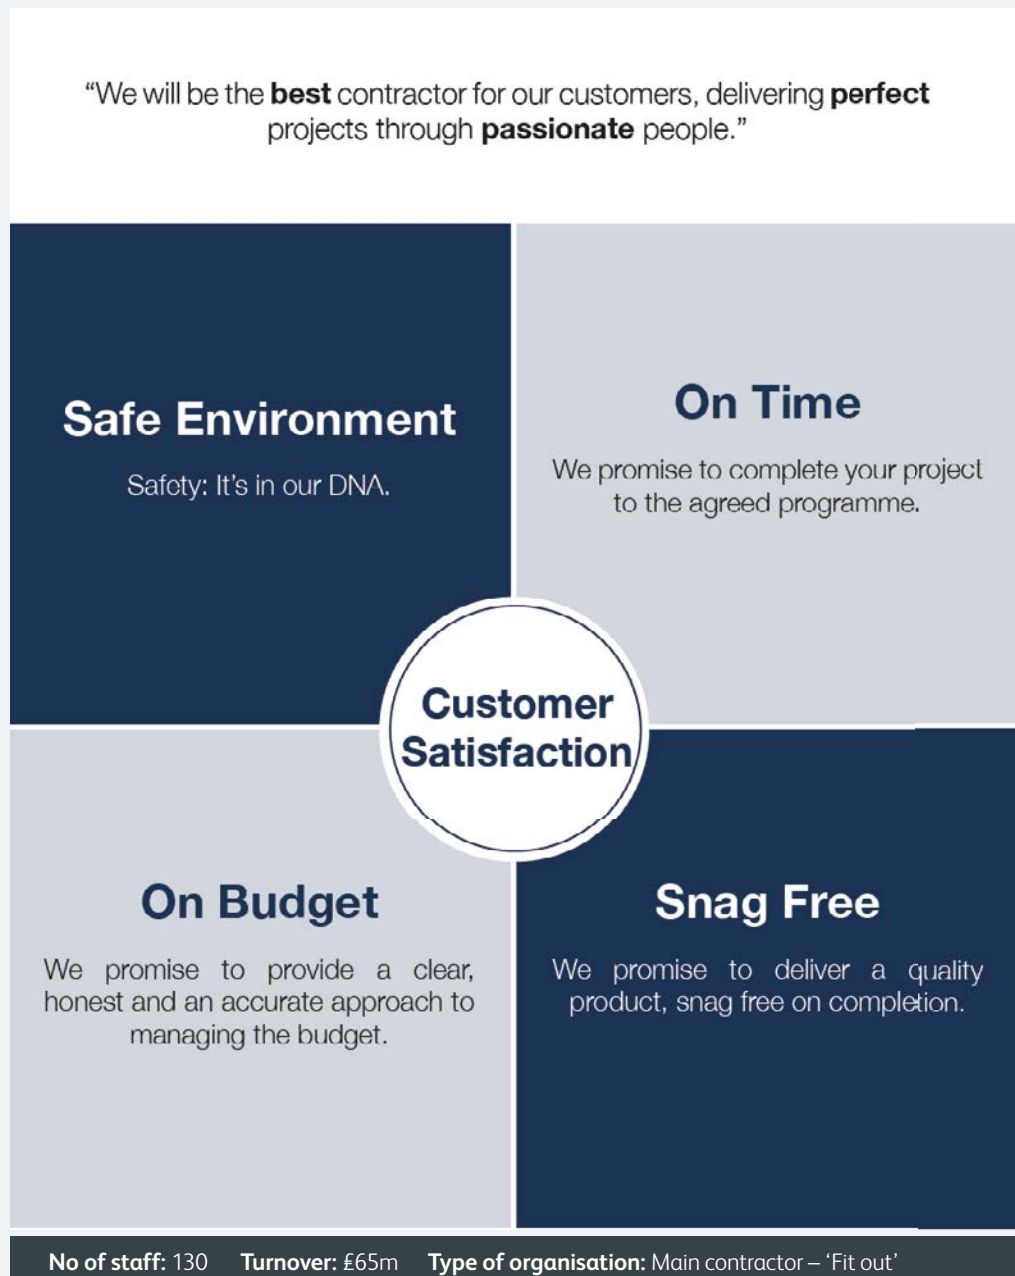 “We will be the best contractor for our customers, delivering perfect
projects through passionate people.”
Safe Environment
Safety: It’s in our DNA.
On Time
We promise to complete your project
to the agreed programme.
Customer
Satisfaction
On Budget
We promise to provide a clear,
honest and an accurate approach to
managing the budget.
Snag Free
We promise to deliver a quality
product, snag free on completion.
No of staff: 130 Turnover: £65m Type of organisation: Main contractor – ‘Fit out’